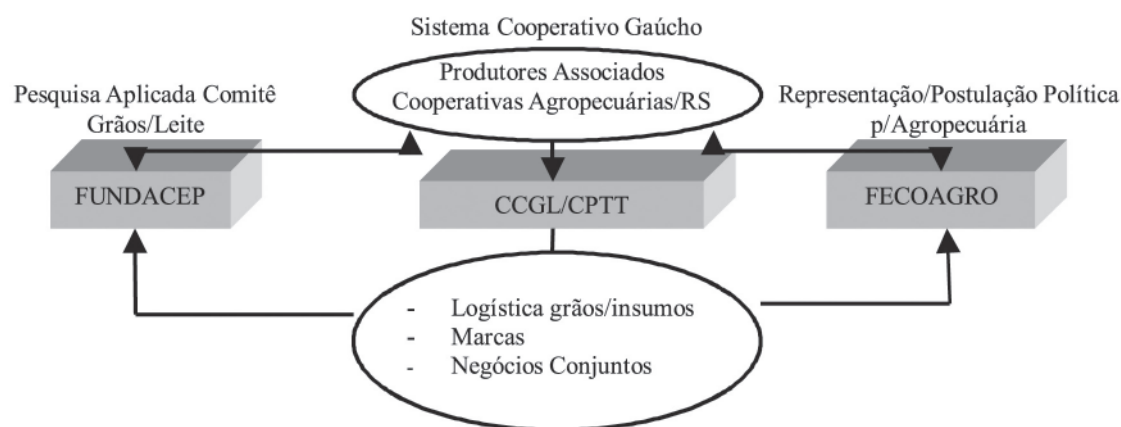 Sistema Cooperativo Gaúcho
Produtores Associados
Cooperativas Agropecuárias/RS
Pesquisa Aplicada Comitê
Grãos/Leite
Representação/Postulação Política
p/Agropecuária
FUNDACEP
CCGL/CPTT
FECOAGRO
- Logística grãos/insumos
- Marcas
- Negócios Conjuntos